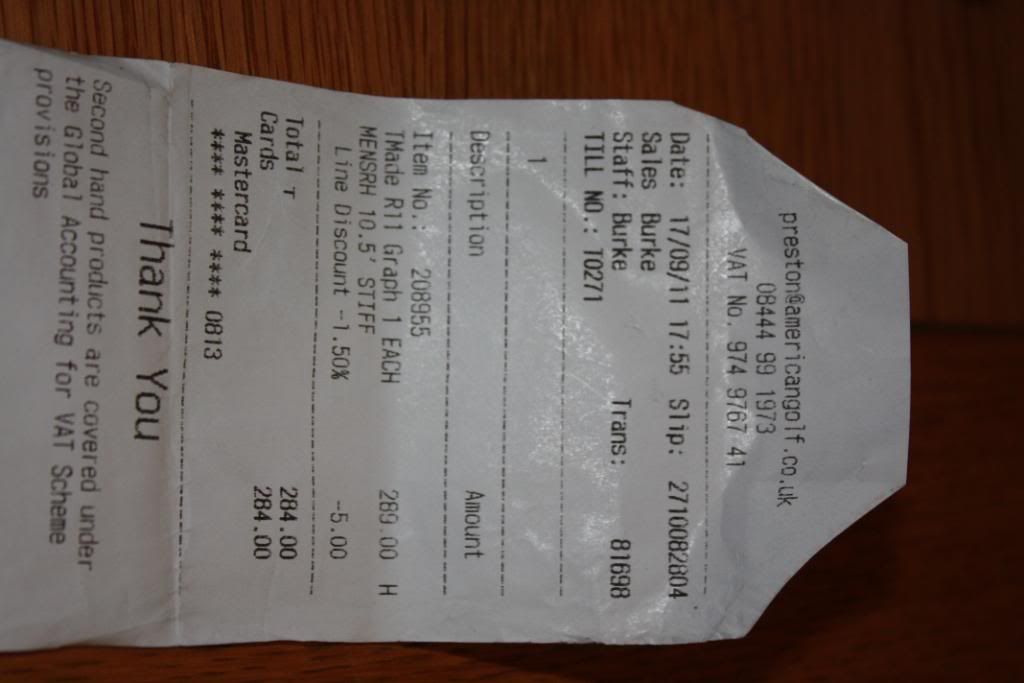 preston@americangolf.co.uk
08444 99 1973
VAT No. 974 9767 41
Date: 17/09/11 17:55 Slip: 2710082804
Sales Burke
Staff: Burke Trans: 81698
TILL NO.: T0271
1
Description Amount
Item No.: 208955
TMade R11 Graph 1 EACH 289.00 H
MENSRH 10.5' STIFF
Line Discount -1.50% -5.00
Total 284.00
Cards 284.00
Mastercard
**** **** **** 0813
Thank You
Second hand products are covered under
the Global Accounting for VAT Scheme
provisions